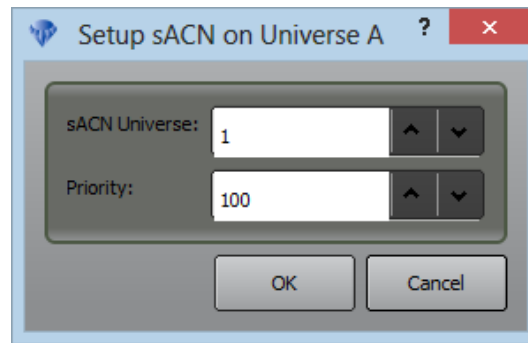 Setup sACN on Universe A ?
sACN Universe: 1
Priority: 100
OK Cancel